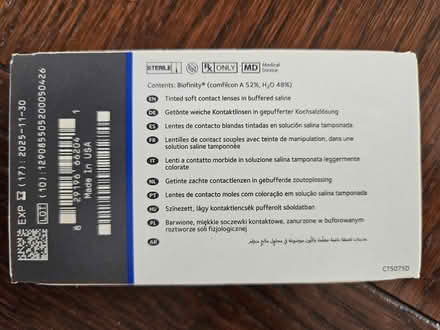 STERILE
Rx ONLY
MD Medical Device
Contents: Biofinity® (comfilcon A 52%, H₂O 48%)
EN Tinted soft contact lenses in buffered saline
DE Getönte weiche Kontaktlinsen in gepufferter Kochsalzlösung
ES Lentes de contacto blandas tintadas en solución salina tamponada
FR Lentilles de contact souples avec teinte de manipulation, dans une
solution saline tamponnée
IT Lenti a contatto morbide in soluzione salina tamponata leggermente
colorate
NL Getinte zachte contactlenzen in gebufferde zoutoplossing
PT Lentes de contacto moles com coloração em solução salina tamponada
HU Színezett, lágy kontaktlencsék pufferolt sóoldatban
PL Barwione, miękkie soczewki kontaktowe, zanurzone w buforowanym
roztworze soli fizjologicznej
AR
CTS075D
EXP (17): 2025-11-30
LOT (10): 129085505200050426
8 29196 66204 1
Made In USA